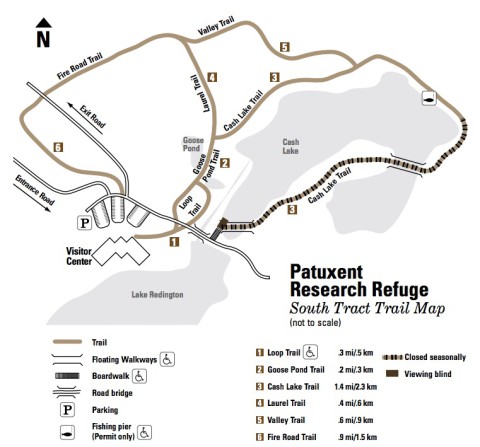 N
Valley Trail
5
Fire Road Trail
4
3
Laurel Trail
Cash Lake Trail
Exit Road
6
Goose
Pond
Cash
Lake
Goose
Pond Trail
2
Entrance Road
Loop
Trail
Cash Lake Trail
3
P
1
Visitor
Center
Patuxent
Research Refuge
South Tract Trail Map
(not to scale)
Lake Redington
Trail
Floating Walkways
Boardwalk
Road bridge
P Parking
Fishing pier
(Permit only)
1 Loop Trail .3 mi/.5 km
2 Goose Pond Trail .2 mi/.3 km
3 Cash Lake Trail 1.4 mi/2.3 km
4 Laurel Trail .4 mi/.6 km
5 Valley Trail .6 mi/.9 km
6 Fire Road Trail .9 mi/1.5 km
Closed seasonally
Viewing blind